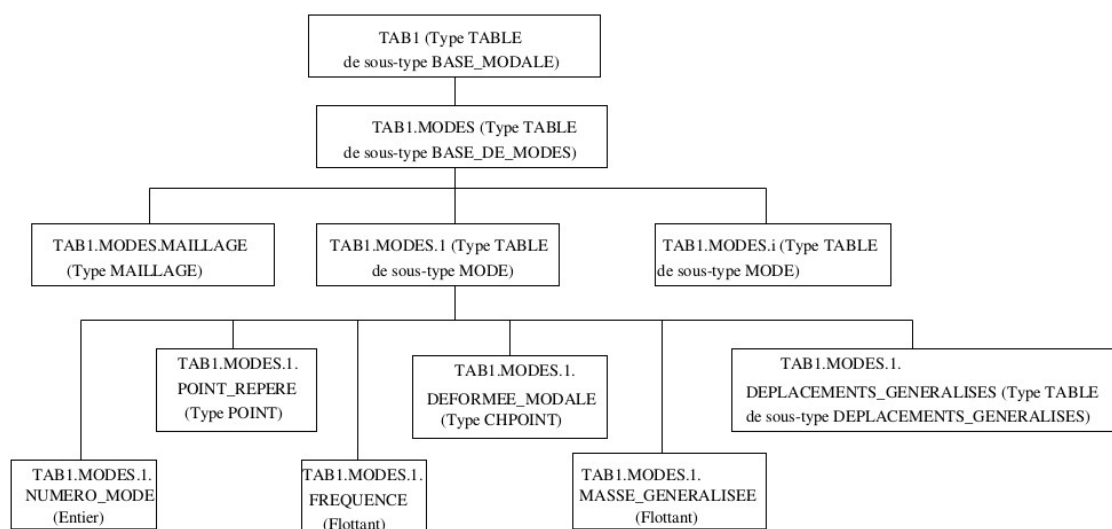 TAB1 (Type TABLE
de sous-type BASE_MODALE)
TAB1.MODES (Type TABLE
de sous-type BASE_DE_MODES)
TAB1.MODES.MAILLAGE
(Type MAILLAGE)
TAB1.MODES.1 (Type TABLE
de sous-type MODE)
TAB1.MODES.i (Type TABLE
de sous-type MODE)
TAB1.MODES.1.
POINT_REPERE
(Type POINT)
TAB1.MODES.1.
DEFORMEE_MODALE
(Type CHPOINT)
TAB1.MODES.1.
DEPLACEMENTS_GENERALISES (Type TABLE
de sous-type DEPLACEMENTS_GENERALISES)
TAB1.MODES.1.
NUMERO_MODE
(Entier)
TAB1.MODES.1.
FREQUENCE
(Flottant)
TAB1.MODES.1.
MASSE_GENERALISEE
(Flottant)